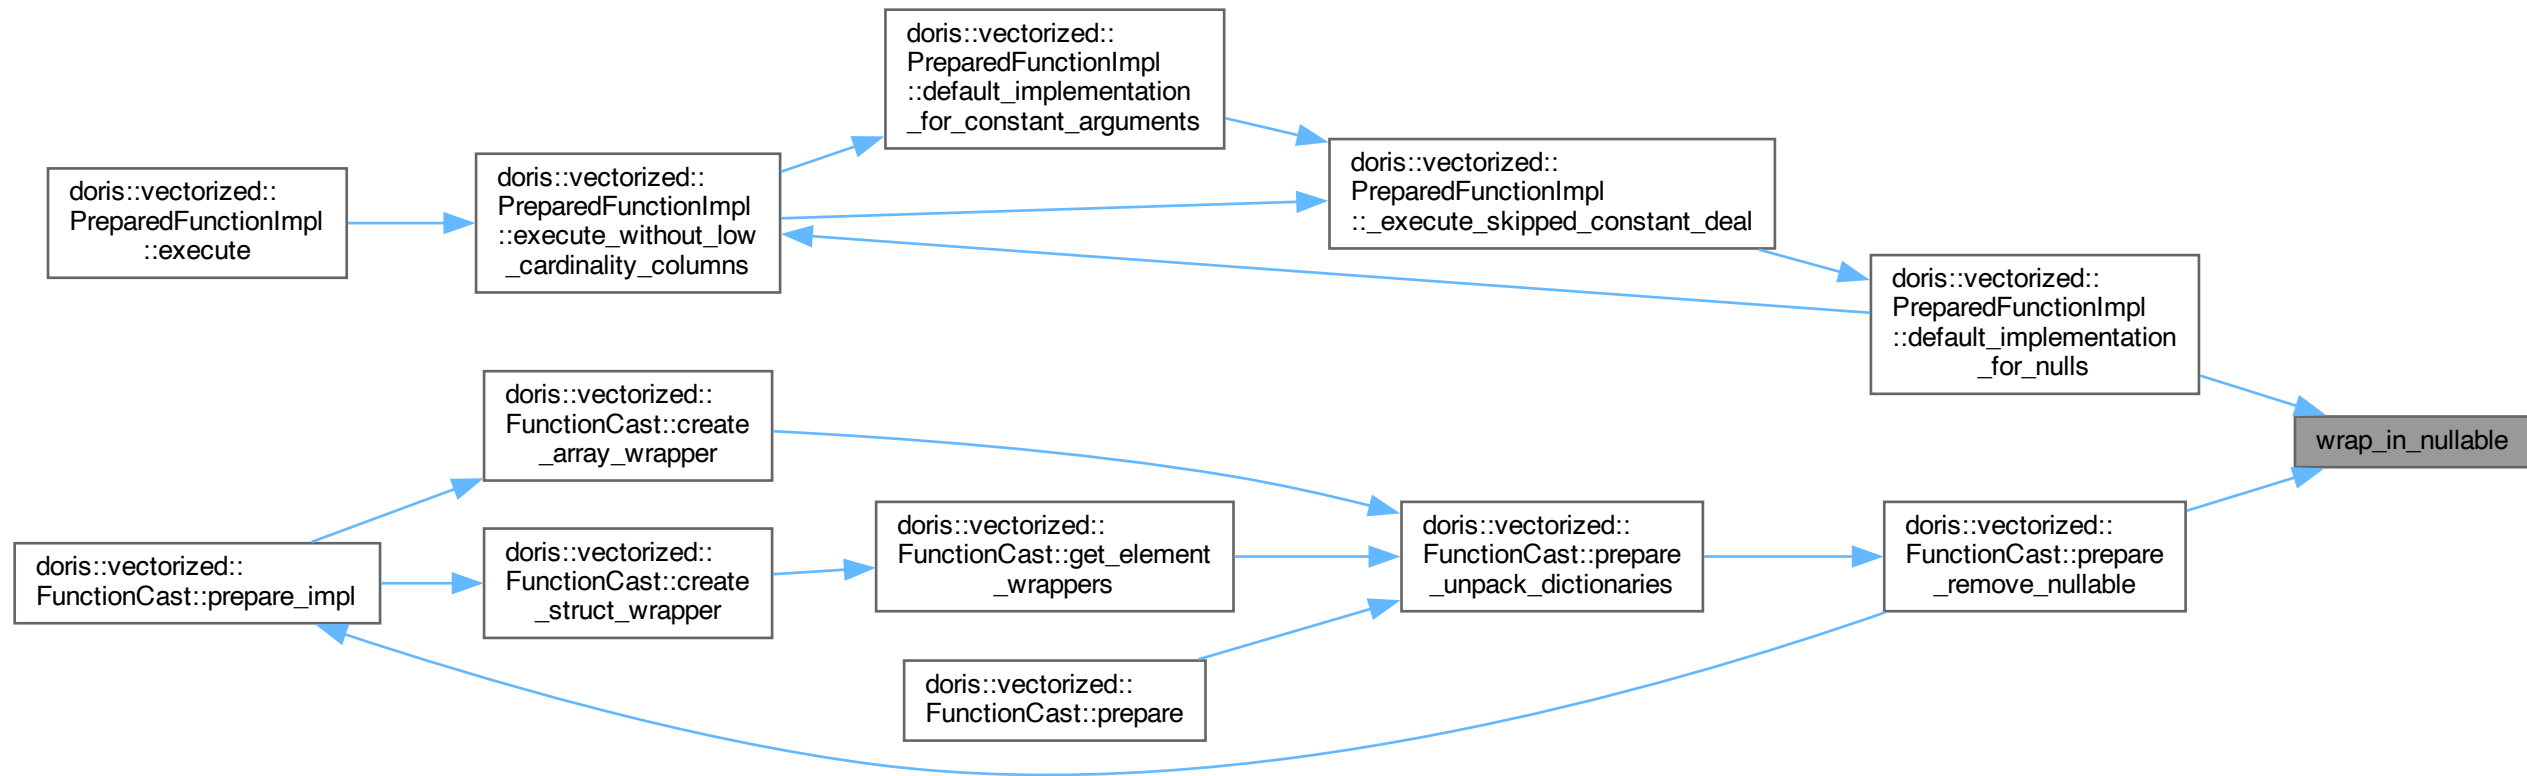 doris::vectorized::
PreparedFunctionImpl
::default_implementation
_for_constant_arguments
doris::vectorized::
PreparedFunctionImpl
::_execute_skipped_constant_deal
doris::vectorized::
PreparedFunctionImpl
::execute
doris::vectorized::
PreparedFunctionImpl
::execute_without_low
_cardinality_columns
doris::vectorized::
PreparedFunctionImpl
::default_implementation
_for_nulls
wrap_in_nullable
doris::vectorized::
FunctionCast::create
_array_wrapper
doris::vectorized::
FunctionCast::prepare_impl
doris::vectorized::
FunctionCast::create
_struct_wrapper
doris::vectorized::
FunctionCast::get_element
_wrappers
doris::vectorized::
FunctionCast::prepare
_unpack_dictionaries
doris::vectorized::
FunctionCast::prepare
_remove_nullable
doris::vectorized::
FunctionCast::prepare